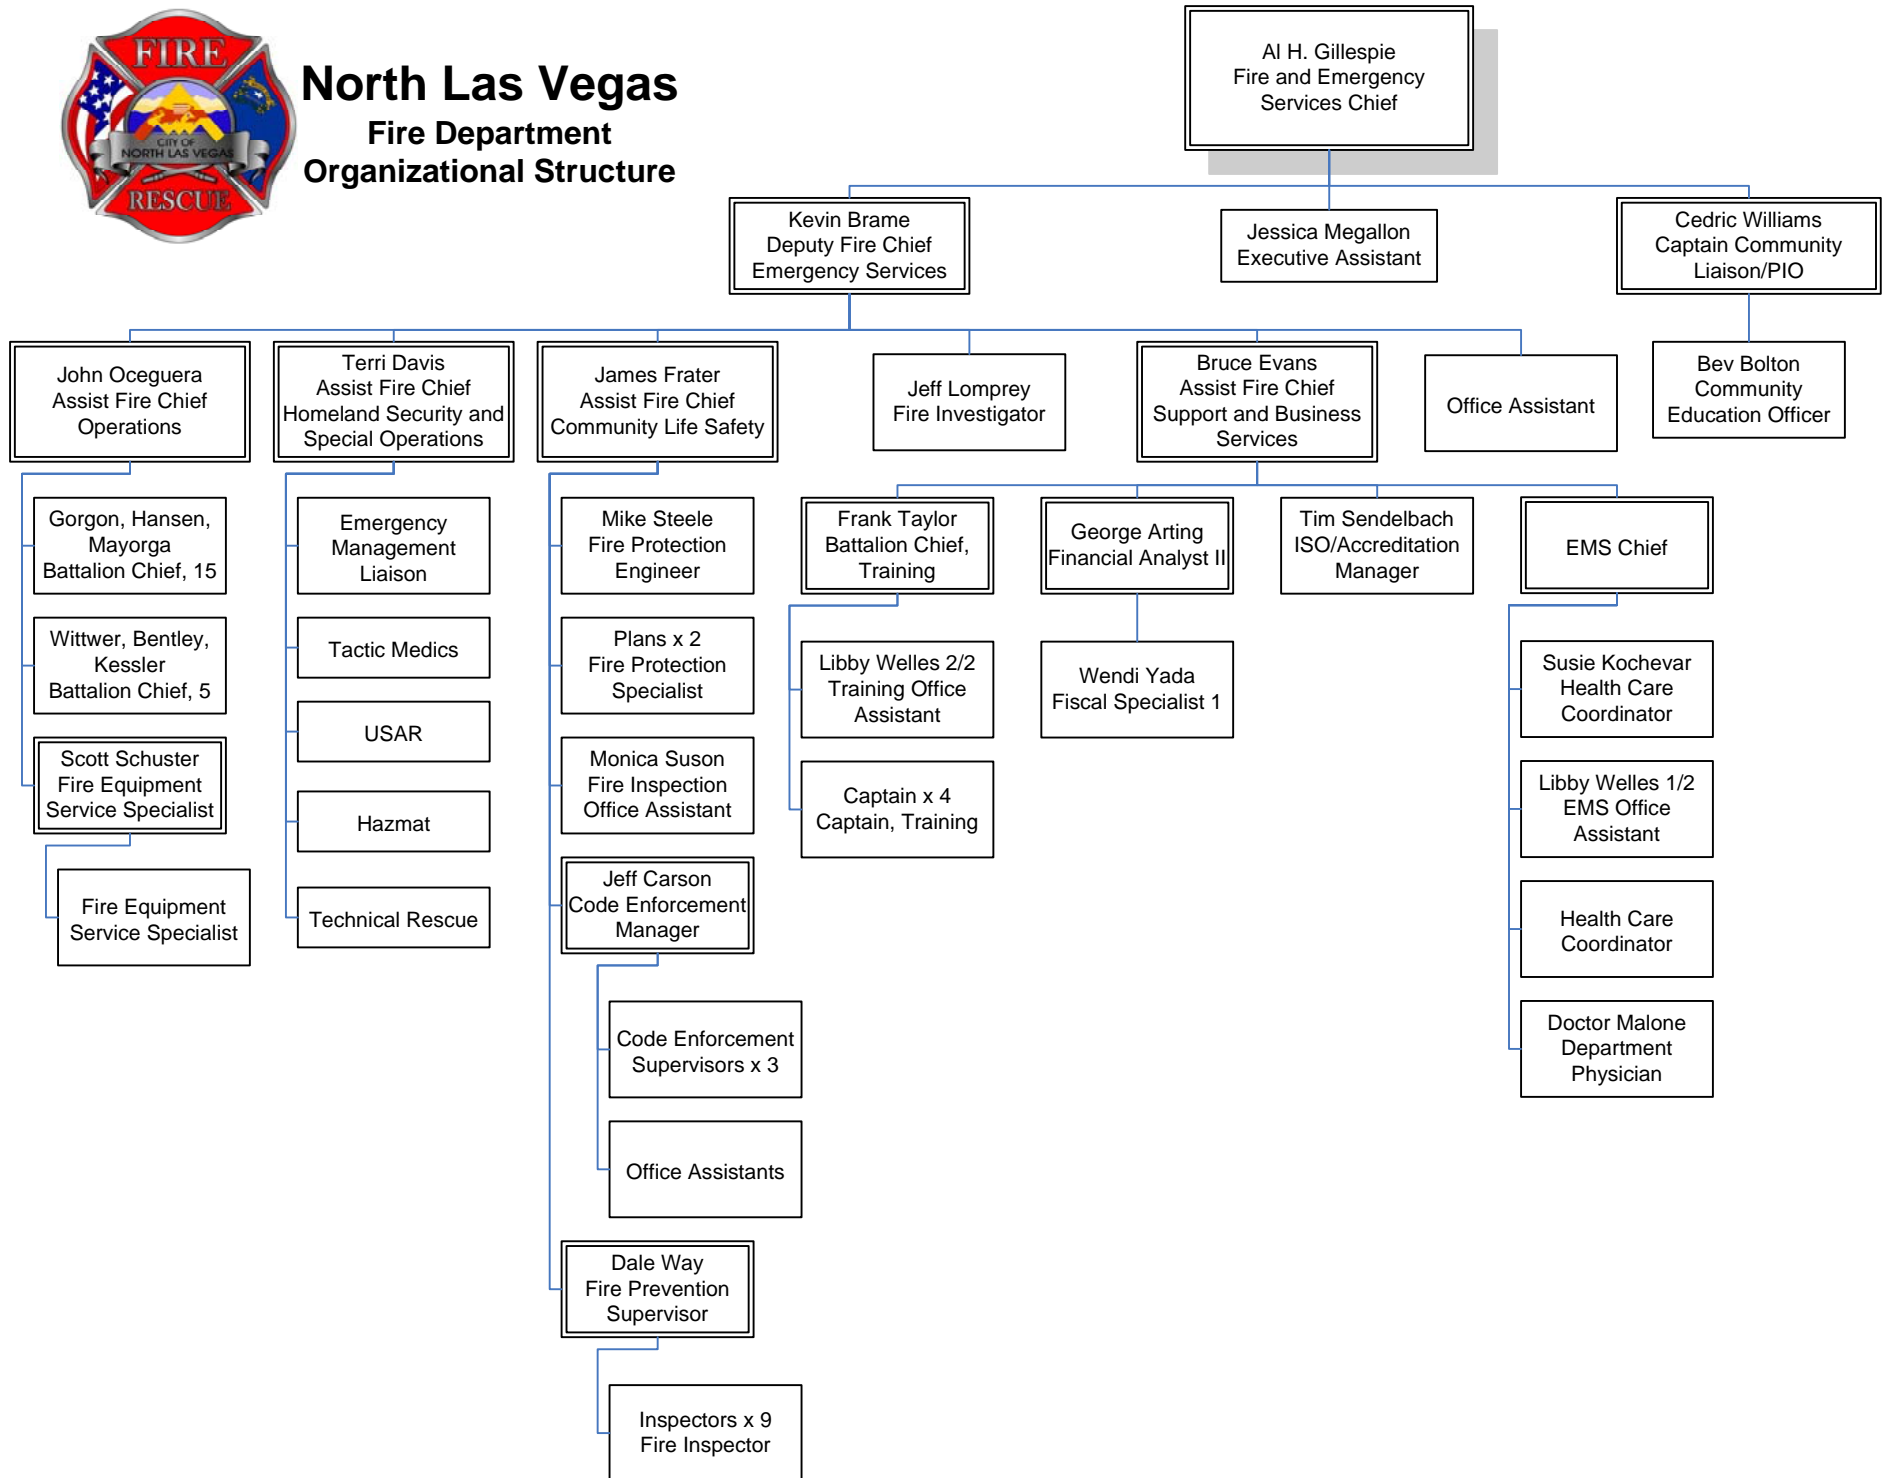 FIRE
CITY OF
NORTH LAS VEGAS
RESCUE
North Las Vegas
Fire Department
Organizational Structure
Al H. Gillespie
Fire and Emergency
Services Chief
Kevin Brame
Deputy Fire Chief
Emergency Services
Jessica Megallon
Executive Assistant
Cedric Williams
Captain Community
Liaison/PIO
John Oceguera
Assist Fire Chief
Operations
Terri Davis
Assist Fire Chief
Homeland Security and
Special Operations
James Frater
Assist Fire Chief
Community Life Safety
Jeff Lomprey
Fire Investigator
Bruce Evans
Assist Fire Chief
Support and Business
Services
Office Assistant
Bev Bolton
Community
Education Officer
Gorgon, Hansen,
Mayorga
Battalion Chief, 15
Wittwer, Bentley,
Kessler
Battalion Chief, 5
Scott Schuster
Fire Equipment
Service Specialist
Fire Equipment
Service Specialist
Emergency
Management
Liaison
Tactic Medics
USAR
Hazmat
Technical Rescue
Mike Steele
Fire Protection
Engineer
Plans x 2
Fire Protection
Specialist
Monica Suson
Fire Inspection
Office Assistant
Jeff Carson
Code Enforcement
Manager
Code Enforcement
Supervisors x 3
Office Assistants
Dale Way
Fire Prevention
Supervisor
Inspectors x 9
Fire Inspector
Frank Taylor
Battalion Chief,
Training
Libby Welles 2/2
Training Office
Assistant
Captain x 4
Captain, Training
George Arting
Financial Analyst II
Wendi Yada
Fiscal Specialist 1
Tim Sendelbach
ISO/Accreditation
Manager
EMS Chief
Susie Kochevar
Health Care
Coordinator
Libby Welles 1/2
EMS Office
Assistant
Health Care
Coordinator
Doctor Malone
Department
Physician